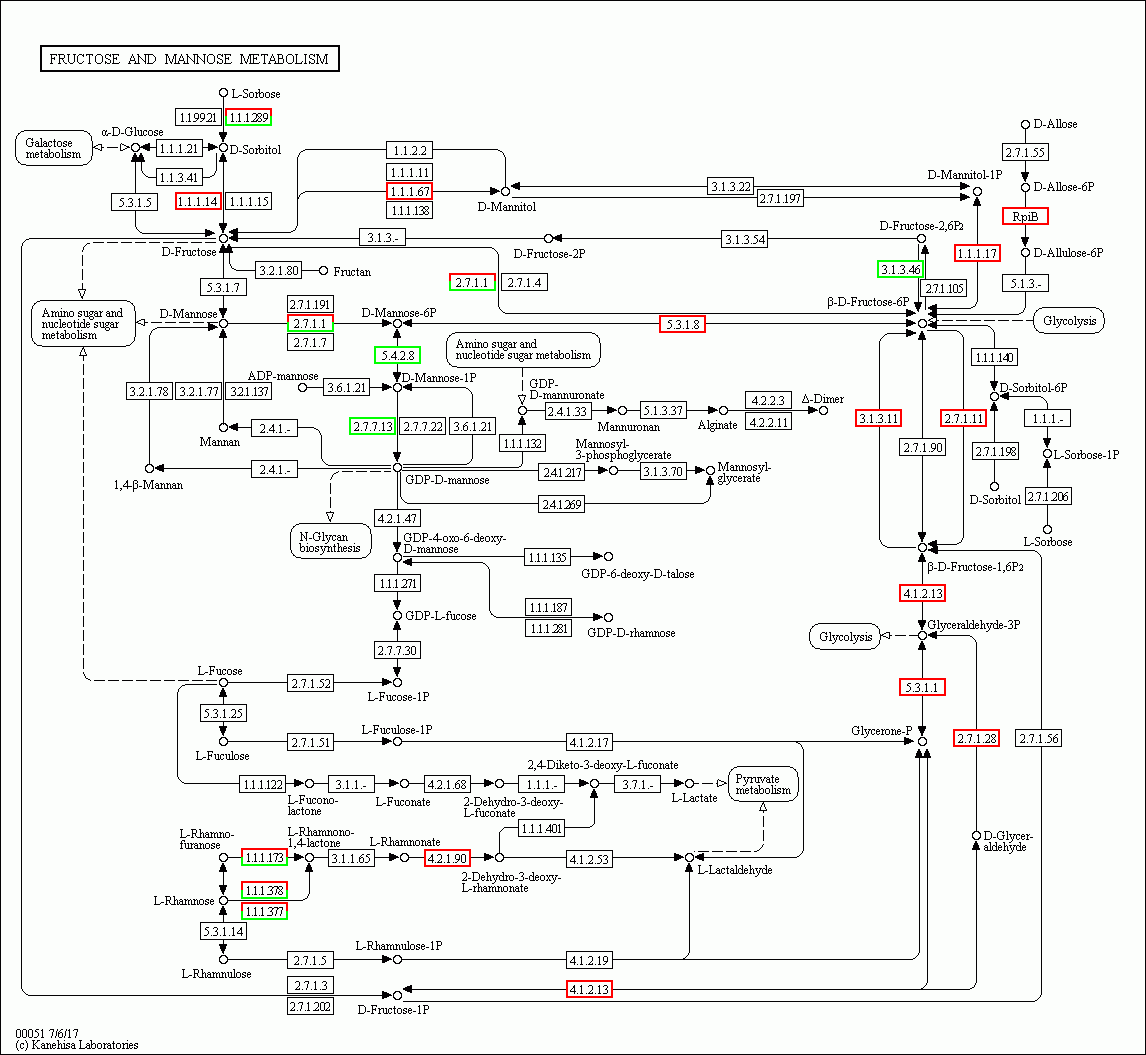 FRUCTOSE AND MANNOSE METABOLISM
L-Sorbose
1.1.99.21
1.1.1.289
α-D-Glucose
Galactose
metabolism
1.1.1.21
D-Sorbitol
1.1.3.41
5.3.1.5
1.1.1.14
1.1.1.15
1.1.2.2
1.1.1.11
1.1.1.67
1.1.1.138
D-Mannitol
3.1.3.22
2.7.1.197
D-Mannitol-1P
D-Allose
2.7.1.55
D-Allose-6P
RpiB
D-Allulose-6P
5.1.3.-
1.1.1.17
D-Fructose
3.1.3.-
D-Fructose-2P
3.1.3.54
D-Fructose-2,6P2
3.1.3.46
2.7.1.105
3.2.1.80
Fructan
5.3.1.7
2.7.1.1
2.7.1.4
β-D-Fructose-6P
Amino sugar and
nucleotide sugar
metabolism
D-Mannose
2.7.1.191
2.7.1.1
2.7.1.7
D-Mannose-6P
5.3.1.8
Glycolysis
5.4.2.8
Amino sugar and
nucleotide sugar metabolism
1.1.1.140
D-Sorbitol-6P
ADP-mannose
3.6.1.21
D-Mannose-1P
GDP-
D-mannuronate
3.2.1.78
3.2.1.77
3.2.1.137
2.4.1.33
5.1.3.37
4.2.2.3
4.2.2.11
Δ-Dimer
Mannuronan
Alginate
3.1.3.11
2.7.1.11
1.1.1.-
2.7.7.13
2.7.7.22
3.6.1.21
1.1.1.132
Mannan
2.4.1.-
2.7.1.90
2.7.1.198
L-Sorbose-1P
Mannosyl-
3-phosphoglycerate
2.4.1.-
1,4-β-Mannan
GDP-D-mannose
2.4.1.217
3.1.3.70
Mannosyl-
glycerate
2.4.1.269
D-Sorbitol
2.7.1.206
L-Sorbose
4.2.1.47
N-Glycan
biosynthesis
GDP-4-oxo-6-deoxy-
D-mannose
1.1.1.135
GDP-6-deoxy-D-talose
β-D-Fructose-1,6P2
1.1.1.271
4.1.2.13
1.1.1.187
1.1.1.281
GDP-L-fucose
GDP-D-rhamnose
Glycolysis
Glyceraldehyde-3P
2.7.7.30
L-Fucose
2.7.1.52
L-Fucose-1P
5.3.1.1
5.3.1.25
L-Fuculose
2.7.1.51
L-Fuculose-1P
4.1.2.17
Glycerone-P
2.7.1.28
2.7.1.56
2,4-Diketo-3-deoxy-L-fuconate
1.1.1.122
L-Fucono-
lactone
3.1.1.-
L-Fuconate
4.2.1.68
2-Dehydro-3-deoxy-
L-fuconate
1.1.1.-
3.7.1.-
L-Lactate
Pyruvate
metabolism
1.1.1.401
L-Rhamno-
furanose
1.1.1.173
L-Rhamnono-
1,4-lactone
3.1.1.65
L-Rhamnonate
4.2.1.90
2-Dehydro-3-deoxy-
L-rhamnonate
4.1.2.53
L-Lactaldehyde
D-Glycer-
aldehyde
L-Rhamnose
1.1.1.378
1.1.1.377
5.3.1.14
L-Rhamnulose
2.7.1.5
L-Rhamnulose-1P
4.1.2.19
2.7.1.3
2.7.1.202
D-Fructose-1P
4.1.2.13
00051 7/6/17
(c) Kanehisa Laboratories